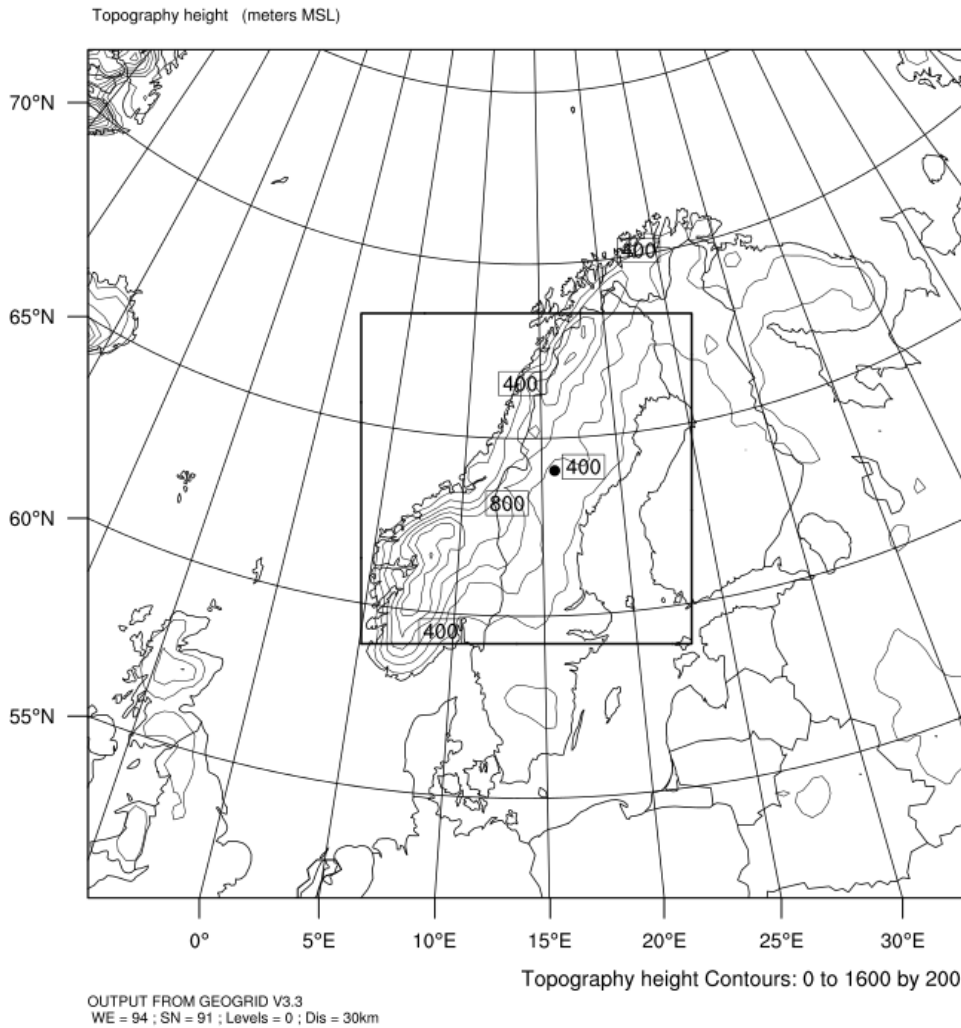 Topography height (meters MSL)
70°N
400
65°N
400
400
800
60°N
400
55°N
0° 5°E 10°E 15°E 20°E 25°E 30°E
Topography height Contours: 0 to 1600 by 200
OUTPUT FROM GEOGRID V3.3
WE = 94 ; SN = 91 ; Levels = 0 ; Dis = 30km